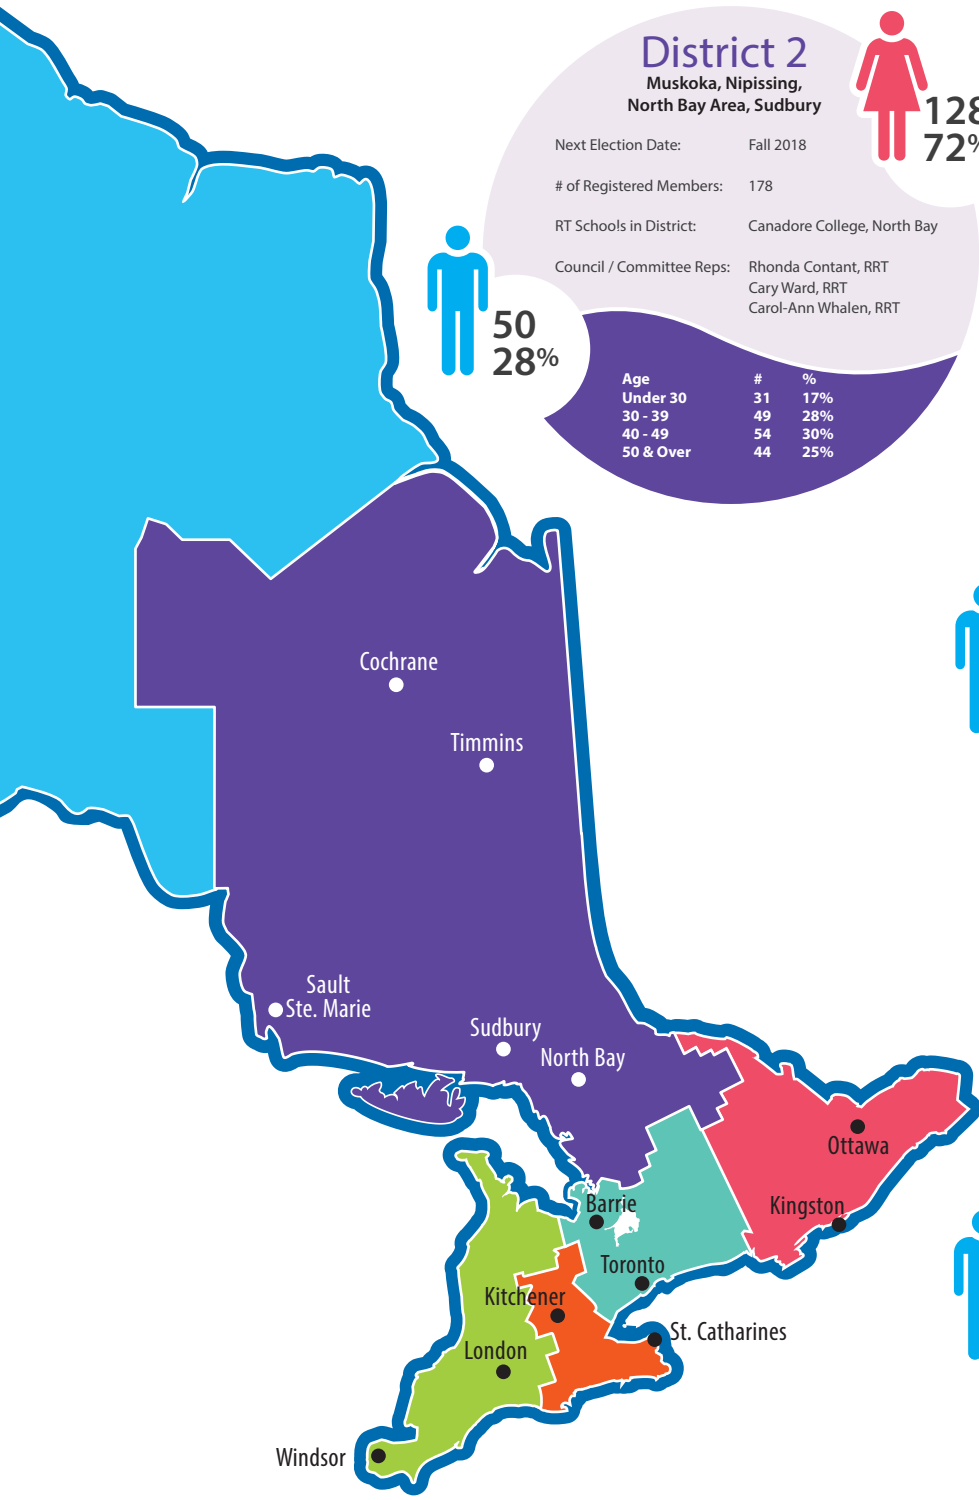 District 2
Muskoka, Nipissing,
North Bay Area, Sudbury
128
72%
Next Election Date: Fall 2018
# of Registered Members: 178
RT Schools in District: Canadore College, North Bay
Council / Committee Reps: Rhonda Contant, RRT
Cary Ward, RRT
Carol-Ann Whalen, RRT
50
28%
Age # %
Under 30 31 17%
30 - 39 49 28%
40 - 49 54 30%
50 & Over 44 25%
Cochrane
Timmins
Sault
Ste. Marie
Sudbury
North Bay
Ottawa
Kingston
Barrie
Toronto
Kitchener
St. Catharines
London
Windsor